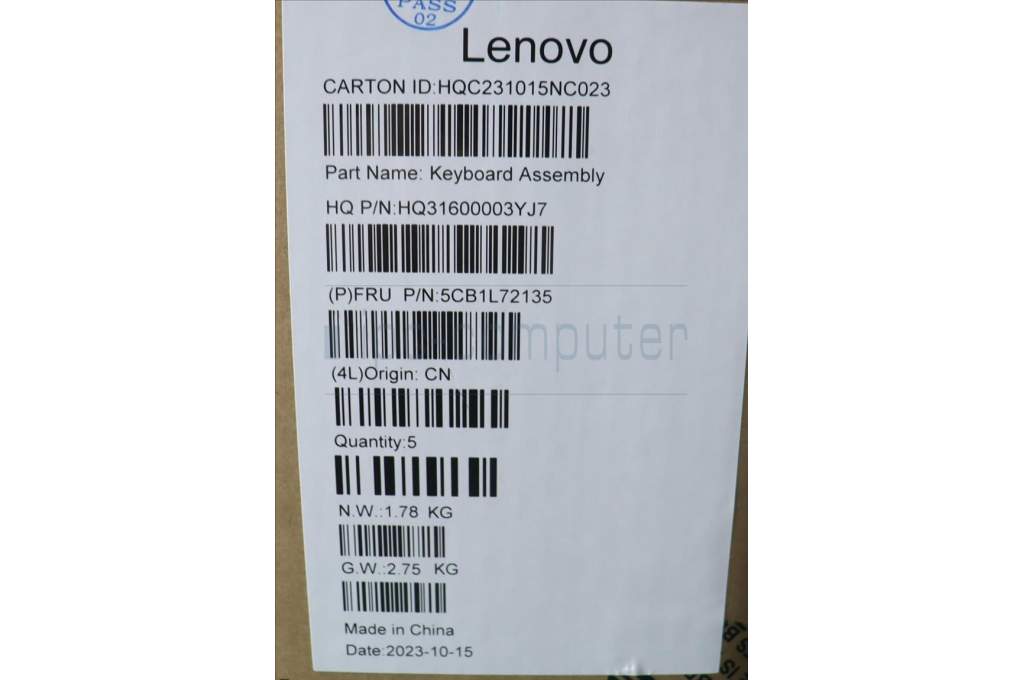 PASS
02
Lenovo
CARTON ID:HQC231015NC023
Part Name: Keyboard Assembly
HQ P/N:HQ31600003YJ7
(P)FRU P/N:5CB1L72135
computer
(4L)Origin: CN
Quantity:5
N.W.:1.78 KG
G.W.:2.75 KG
Made in China
Date:2023-10-15